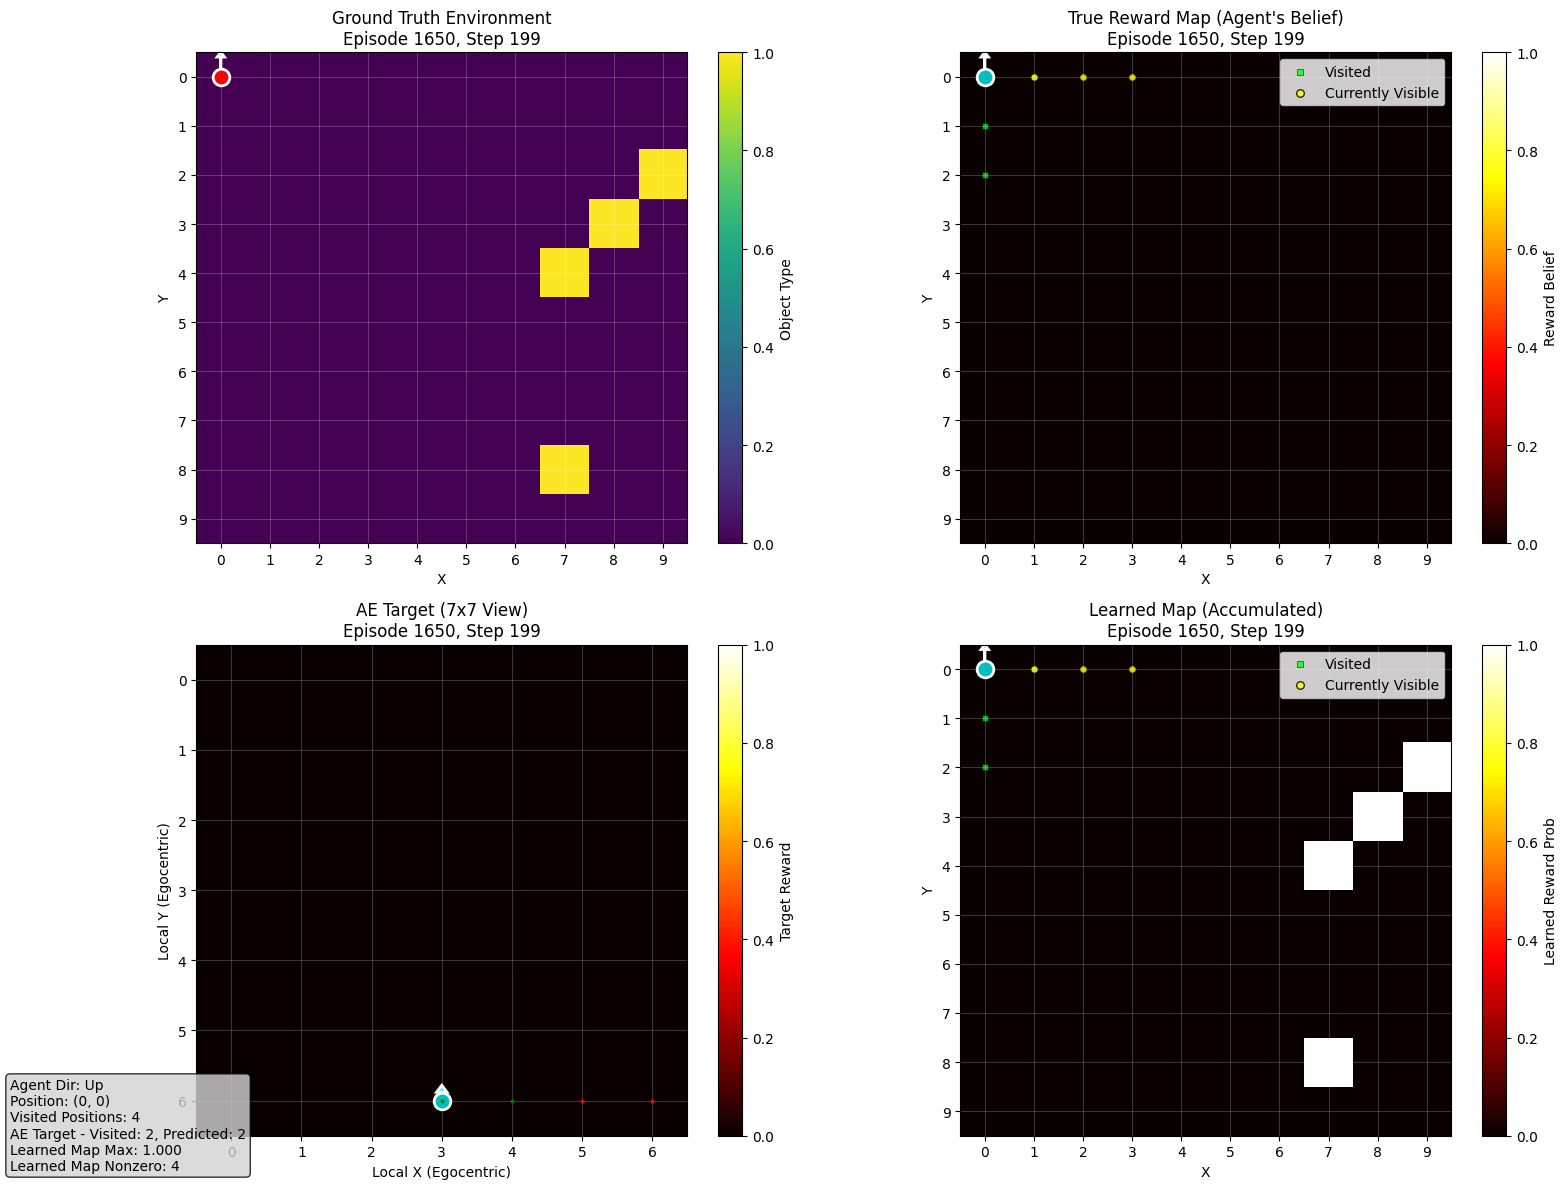 Ground Truth Environment
Episode 1650, Step 199
0
1
2
3
4
5
6
7
8
9
Y
0 1 2 3 4 5 6 7 8 9
X
1.0
0.8
0.6
0.4
0.2
0.0
Object Type
True Reward Map (Agent's Belief)
Episode 1650, Step 199
Visited
Currently Visible
0
1
2
3
4
5
6
7
8
9
Y
0 1 2 3 4 5 6 7 8 9
X
1.0
0.8
0.6
0.4
0.2
0.0
Reward Belief
AE Target (7x7 View)
Episode 1650, Step 199
0
1
2
3
4
5
6
Local Y (Egocentric)
0 1 2 3 4 5 6
Local X (Egocentric)
1.0
0.8
0.6
0.4
0.2
0.0
Target Reward
Learned Map (Accumulated)
Episode 1650, Step 199
Visited
Currently Visible
0
1
2
3
4
5
6
7
8
9
Y
0 1 2 3 4 5 6 7 8 9
X
1.0
0.8
0.6
0.4
0.2
0.0
Learned Reward Prob
Agent Dir: Up
Position: (0, 0)
Visited Positions: 4
AE Target - Visited: 2, Predicted: 2
Learned Map Max: 1.000
Learned Map Nonzero: 4